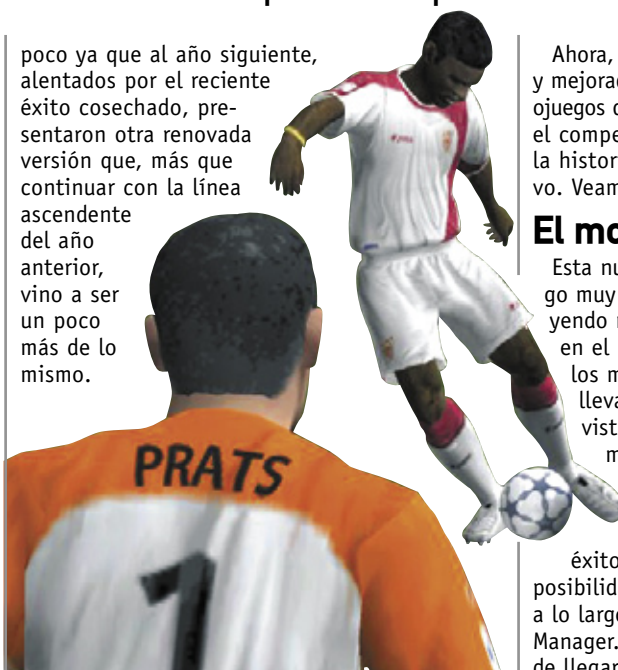 poco ya que al año siguiente,
alentados por el reciente
éxito cosechado, pre-
sentaron otra renovada
versión que, más que
continuar con la línea
ascendente
del año
anterior,
vino a ser
un poco
más de lo
mismo.
PRATS
1
Ahora,
y mejorad
ojuegos
el compe
la histor
vo. Veam
El mo
Esta nu
go muy
yendo
en el
los m
lleva
vist
m
éxito
posibilid
a lo large
Manager.
de llegar